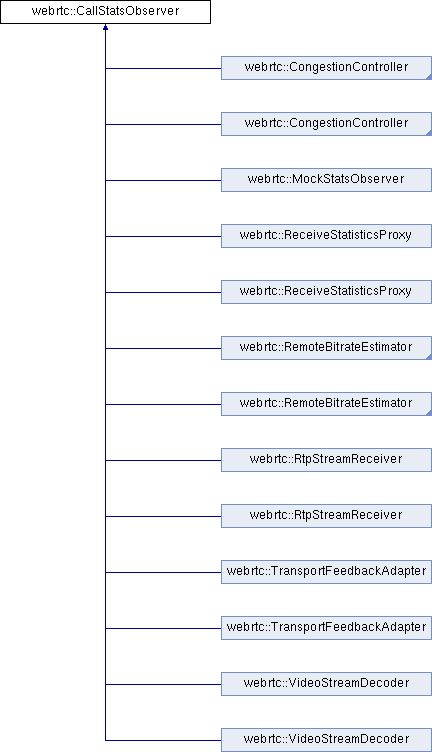 webrtc::CallStatsObserver
webrtc::CongestionController
webrtc::CongestionController
webrtc::MockStatsObserver
webrtc::ReceiveStatisticsProxy
webrtc::ReceiveStatisticsProxy
webrtc::RemoteBitrateEstimator
webrtc::RemoteBitrateEstimator
webrtc::RtpStreamReceiver
webrtc::RtpStreamReceiver
webrtc::TransportFeedbackAdapter
webrtc::TransportFeedbackAdapter
webrtc::VideoStreamDecoder
webrtc::VideoStreamDecoder